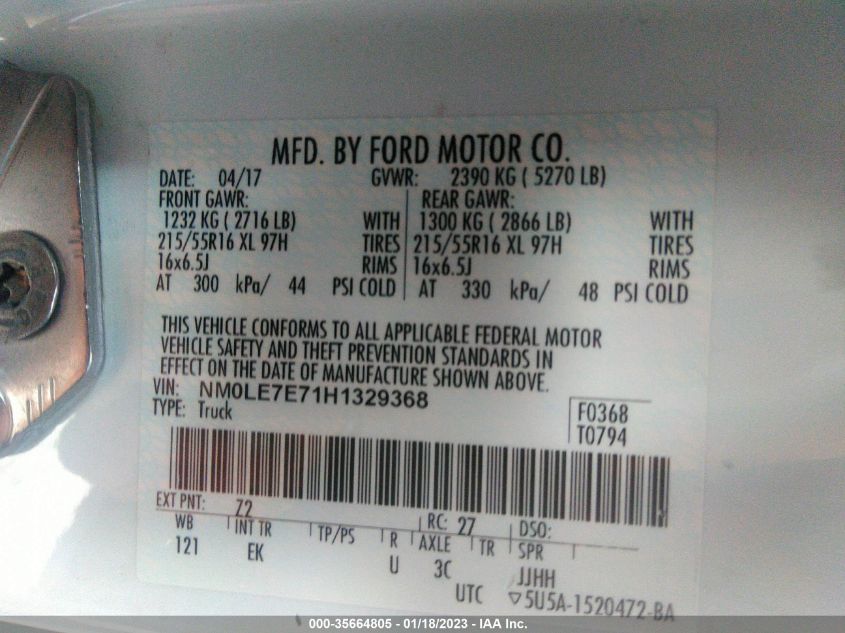 MFD. BY FORD MOTOR CO.
DATE: 04/17 GVWR: 2390 KG ( 5270 LB)
FRONT GAWR: REAR GAWR:
1232 KG ( 2716 LB) WITH 1300 KG ( 2866 LB) WITH
215/55R16 XL 97H TIRES 215/55R16 XL 97H TIRES
16x6.5J RIMS 16x6.5J RIMS
AT 300 kPa/ 44 PSI COLD AT 330 kPa/ 48 PSI COLD
THIS VEHICLE CONFORMS TO ALL APPLICABLE FEDERAL MOTOR
VEHICLE SAFETY AND THEFT PREVENTION STANDARDS IN
EFFECT ON THE DATE OF MANUFACTURE SHOWN ABOVE.
VIN: NM0LE7E71H1329368
TYPE: Truck
F0368
T0794
EXT PNT: Z2 RC: 27 DSO:
WB INT TR TP/PS R AXLE TR SPR
121 EK U 3C JJHH
UTC ▽5U5A-1520472-BA
000-35664805 - 01/18/2023 - IAA Inc.